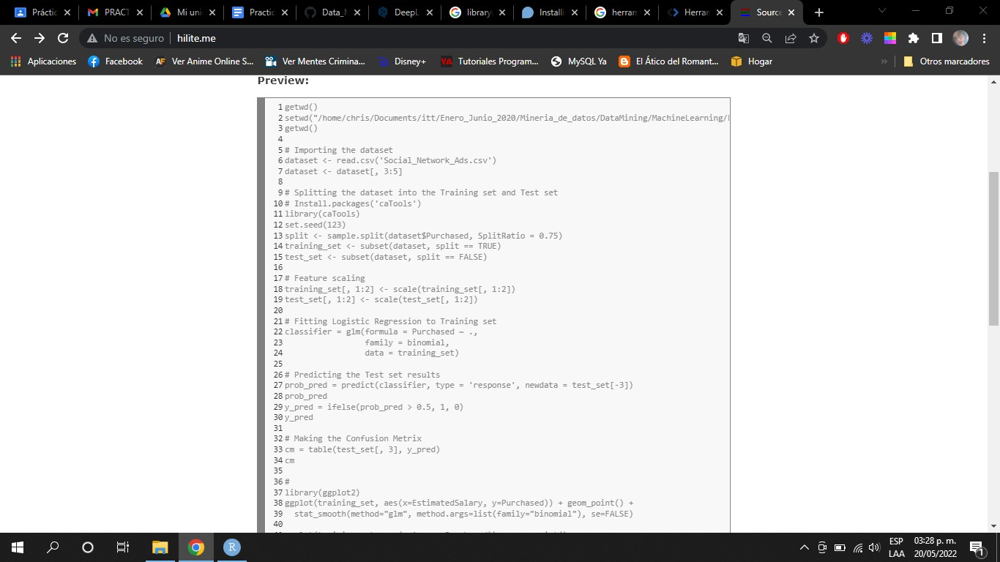 Práctic
PRACT
Mi uni
Practic
Data_
DeepL
library
Installi
herran
Herran
Source
No es seguro
hilite.me
Aplicaciones
Facebook
Ver Anime Online S...
Ver Mentes Crimina...
Disney+
Tutoriales Program...
MySQL Ya
El Ático del Romant...
Hogar
»
Otros marcadores
Preview:
1 getwd()
2 setwd("/home/chris/Documents/itt/Enero_Junio_2020/Mineria_de_datos/DataMining/MachineLearning/
3 getwd()
4
5 # Importing the dataset
6 dataset <- read.csv('Social_Network_Ads.csv')
7 dataset <- dataset[, 3:5]
8
9 # Splitting the dataset into the Training set and Test set
10 # Install.packages('caTools')
11 library(caTools)
12 set.seed(123)
13 split <- sample.split(dataset$Purchased, SplitRatio = 0.75)
14 training_set <- subset(dataset, split == TRUE)
15 test_set <- subset(dataset, split == FALSE)
16
17 # Feature scaling
18 training_set[, 1:2] <- scale(training_set[, 1:2])
19 test_set[, 1:2] <- scale(test_set[, 1:2])
20
21 # Fitting Logistic Regression to Training set
22 classifier = glm(formula = Purchased ~ .,
23                 family = binomial,
24                 data = training_set)
25
26 # Predicting the Test set results
27 prob_pred = predict(classifier, type = 'response', newdata = test_set[-3])
28 prob_pred
29 y_pred = ifelse(prob_pred > 0.5, 1, 0)
30 y_pred
31
32 # Making the Confusion Metrix
33 cm = table(test_set[, 3], y_pred)
34 cm
35
36 #
37 library(ggplot2)
38 ggplot(training_set, aes(x=EstimatedSalary, y=Purchased)) + geom_point() +
39   stat_smooth(method="glm", method.args=list(family="binomial"), se=FALSE)
40
ESP
LAA
03:28 p. m.
20/05/2022
1